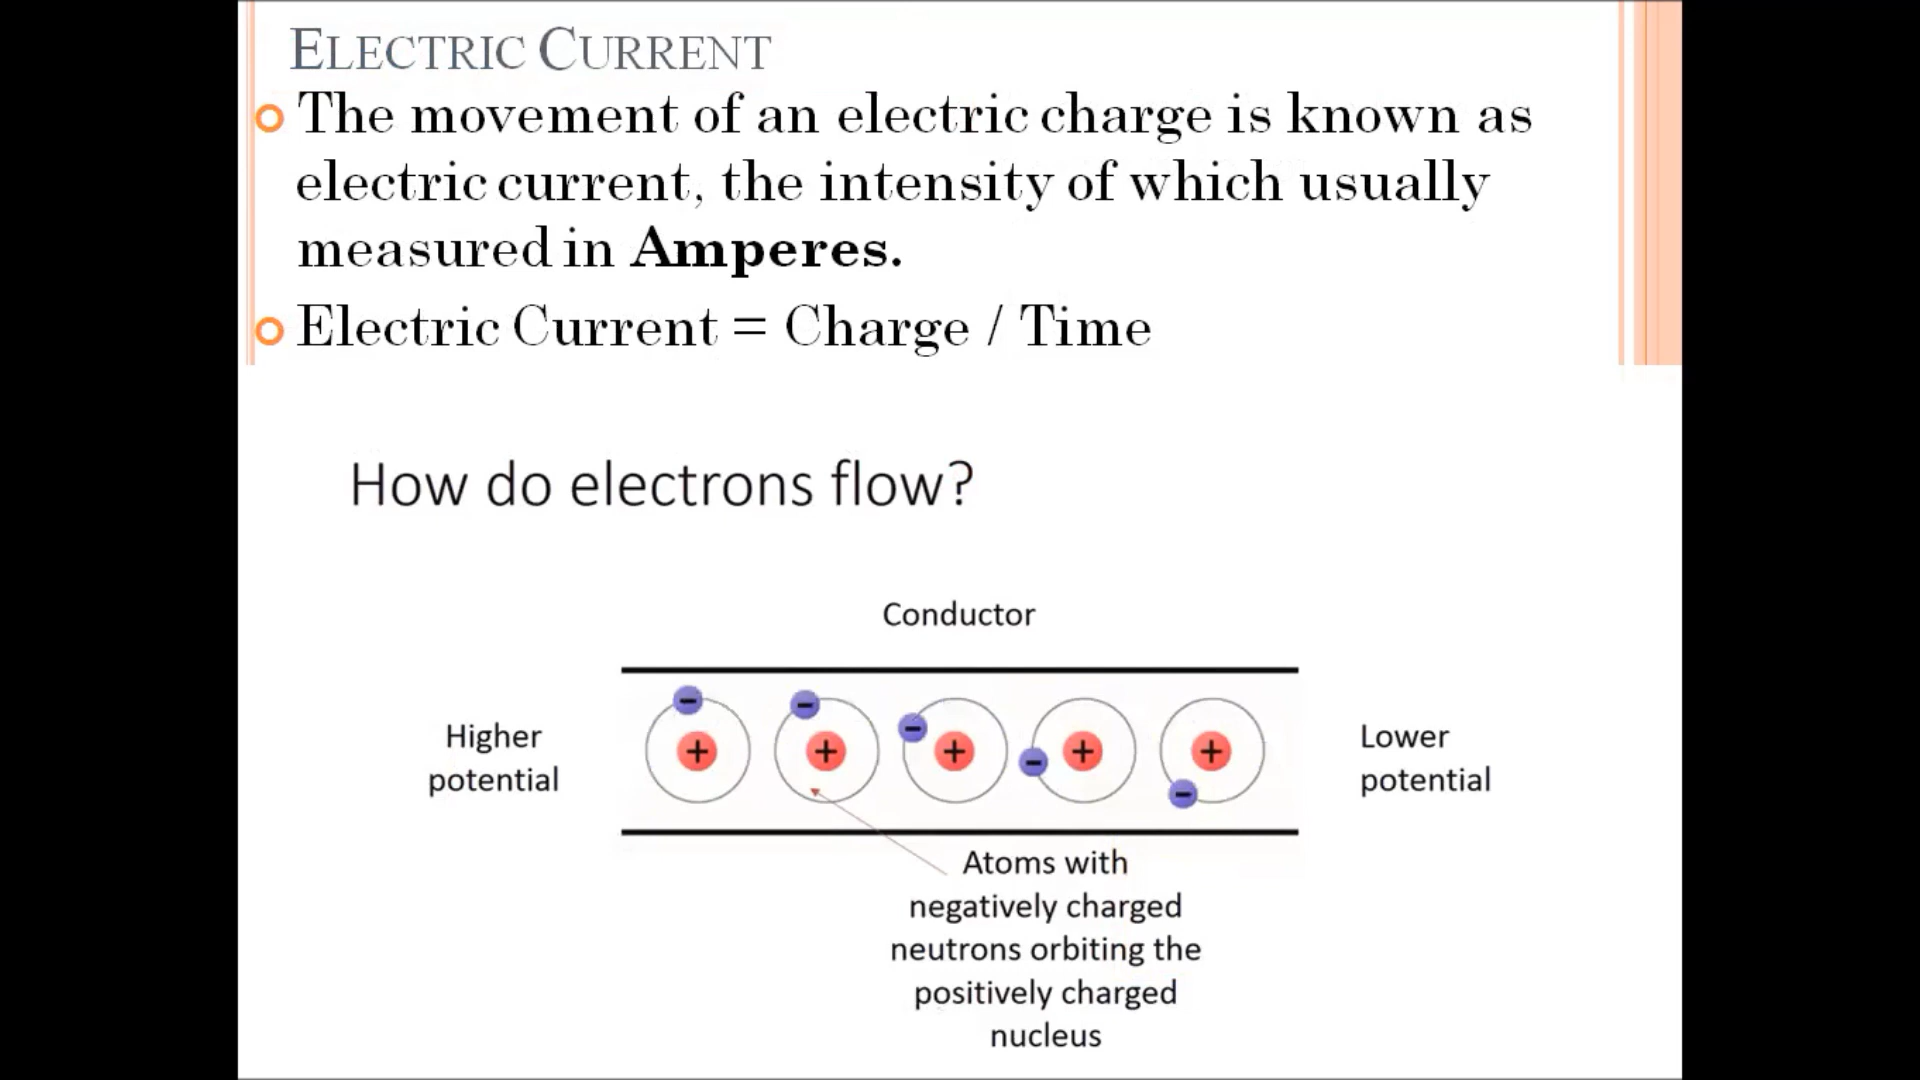 ELECTRIC CURRENT
The movement of an electric charge is known as
electric current, the intensity of which usually
measured in Amperes.
Electric Current = Charge / Time
How do electrons flow?
Conductor
Higher
potential
− − − − −
+ + + + +
Lower
potential
Atoms with
negatively charged
neutrons orbiting the
positively charged
nucleus